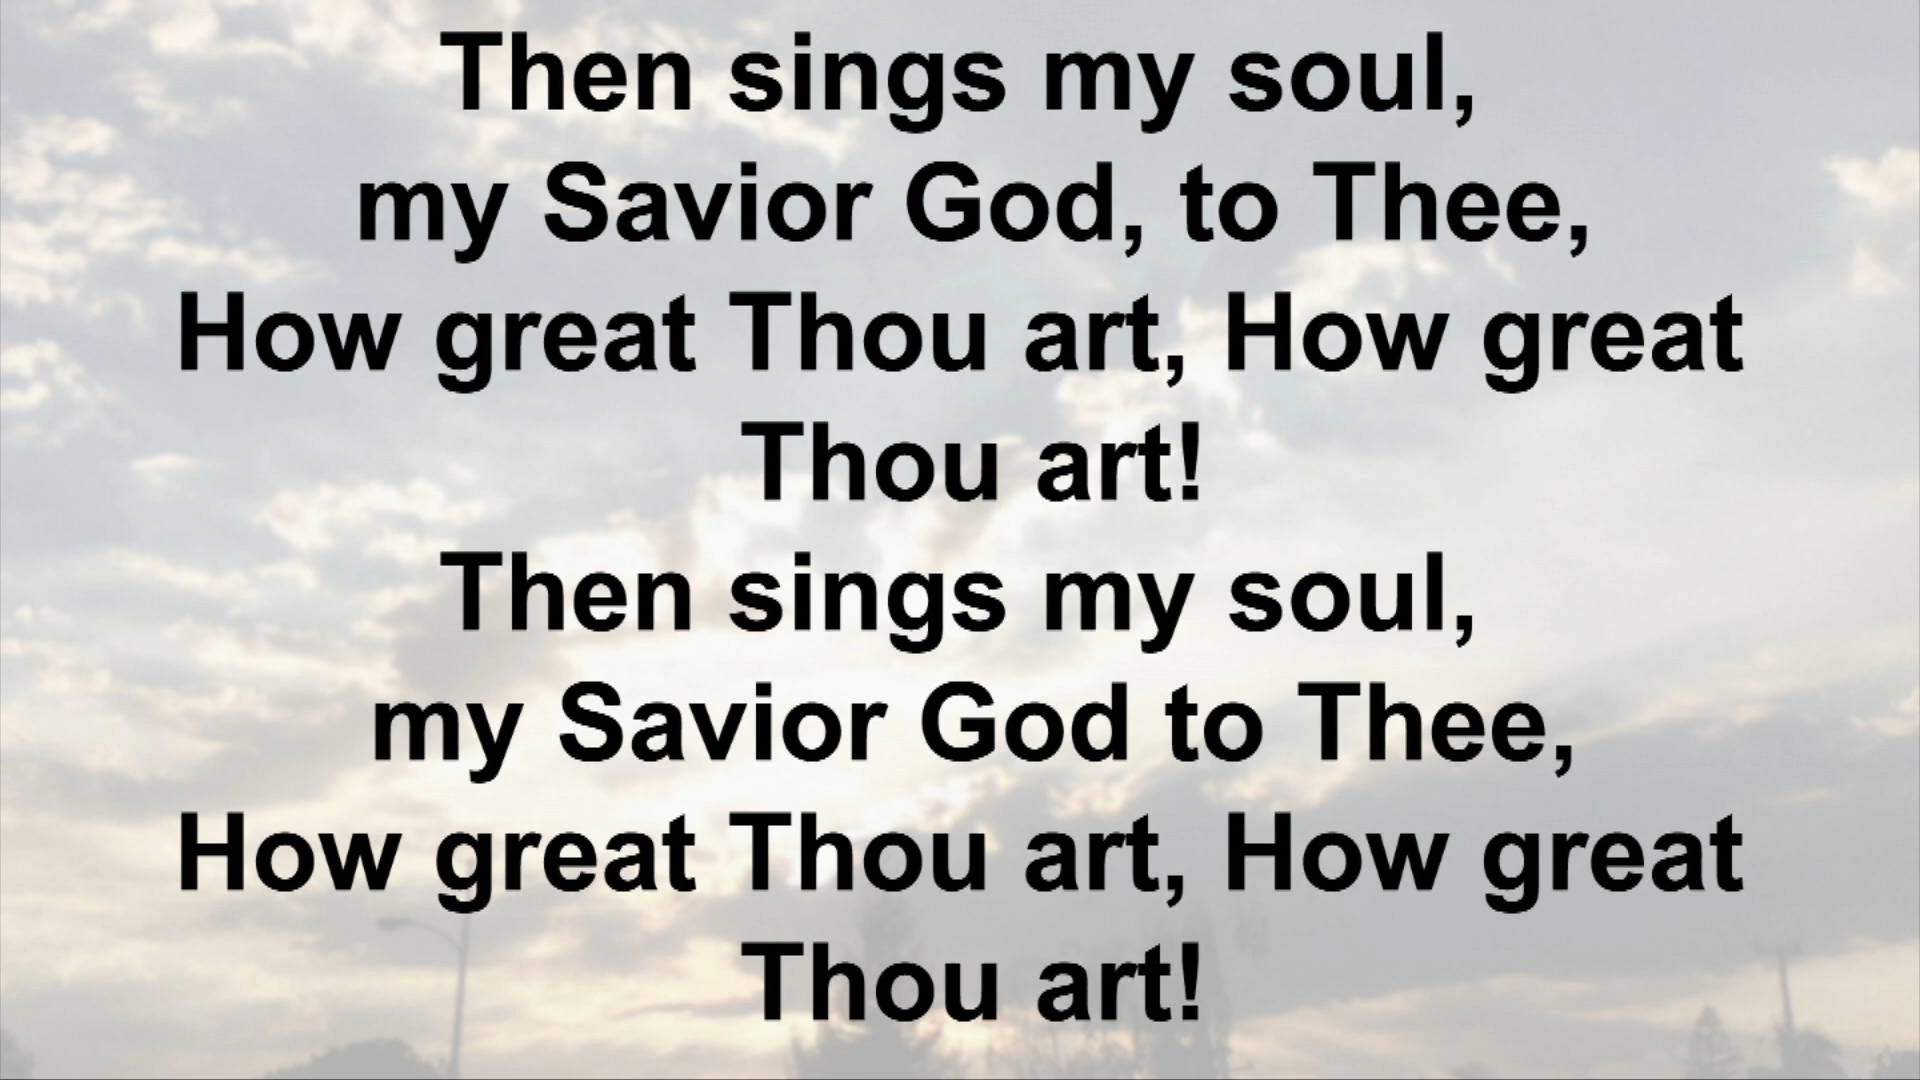 Then sings my soul,
my Savior God, to Thee,
How great Thou art, How great
Thou art!
Then sings my soul,
my Savior God to Thee,
How great Thou art, How great
Thou art!